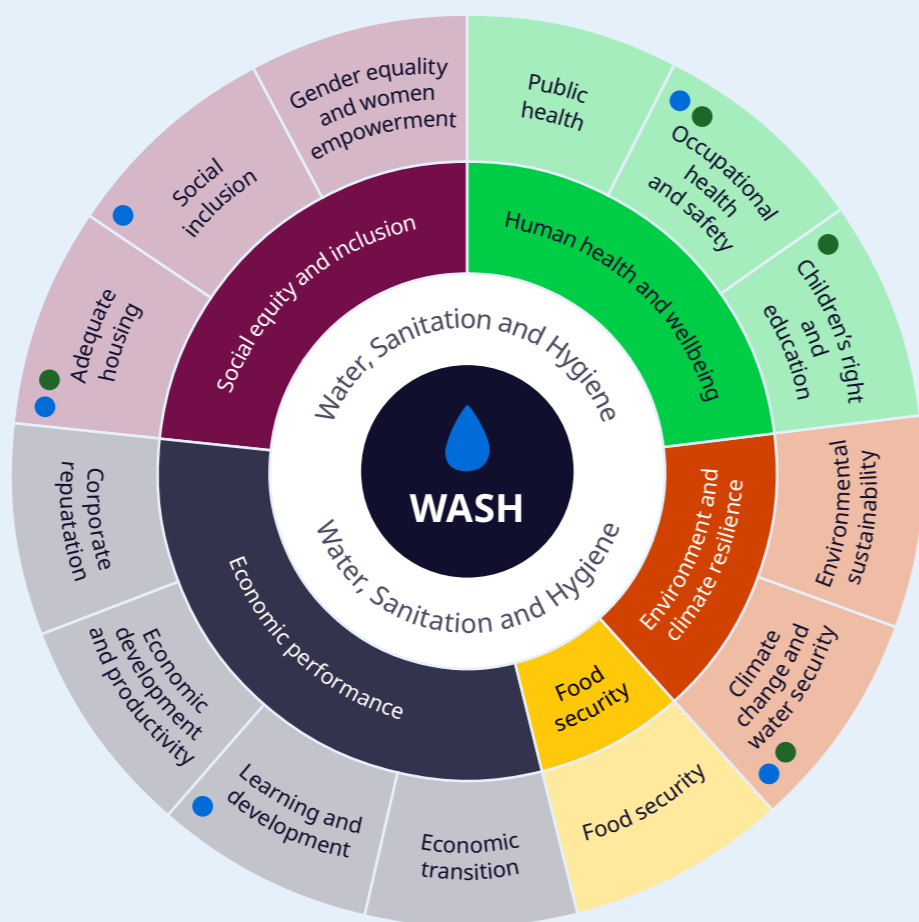 Gender equality
and women
empowerment
Public
health
Occupational
health
and safety
Children's right
and
education
Environmental
sustainability
Climate
change and
water security
Food security
Economic
transition
Learning and
development
Economic
development
and productivity
Corporate
repuatation
Adequate
housing
Social
inclusion
Social equity and inclusion
Human health and wellbeing
Environment and
climate resilience
Food
security
Economic performance
Water, Sanitation and Hygiene
WASH
Water, Sanitation and Hygiene